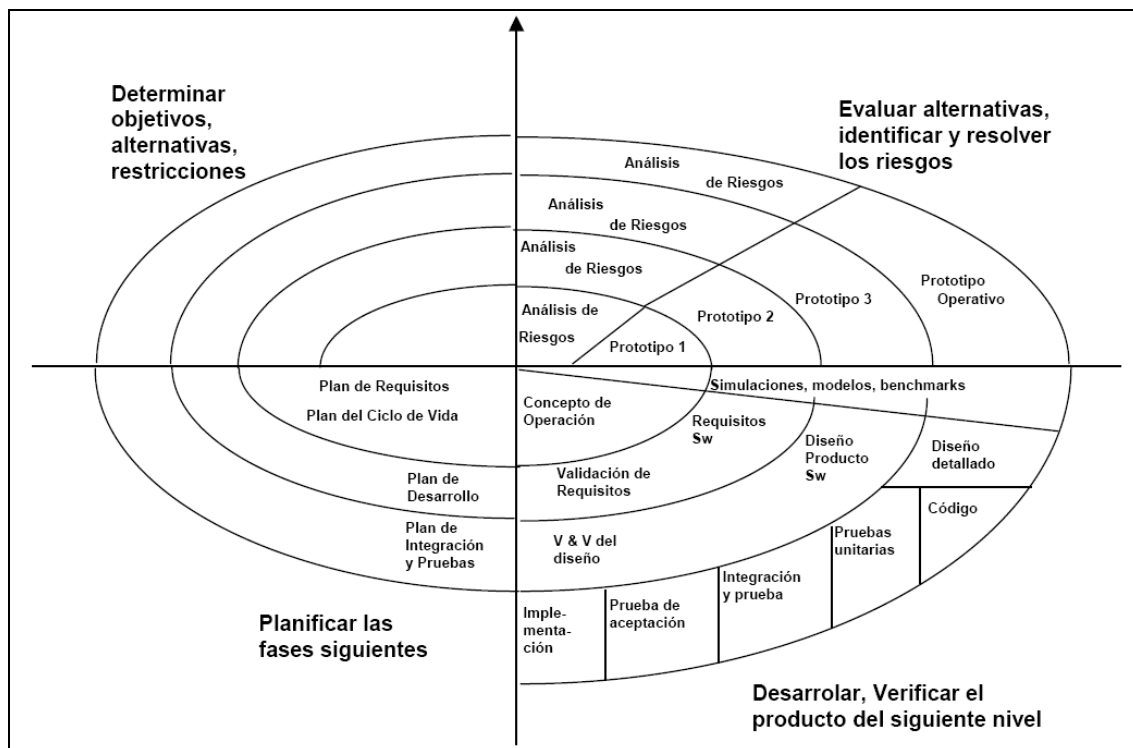 Determinar
objetivos,
alternativas,
restricciones
Evaluar alternativas,
identificar y resolver
los riesgos
Análisis
de Riesgos
Análisis
de Riesgos
Análisis
de Riesgos
Análisis de
Riesgos
Prototipo 1
Prototipo 2
Prototipo 3
Prototipo
Operativo
Simulaciones, modelos, benchmarks
Plan de Requisitos
Plan del Ciclo de Vida
Concepto de
Operación
Requisitos
Sw
Diseño
Producto
Sw
Diseño
detallado
Plan de
Desarrollo
Validación de
Requisitos
Código
Plan de
Integración
y Pruebas
V & V del
diseño
Pruebas
unitarias
Integración
y prueba
Prueba de
aceptación
Imple-
menta-
ción
Planificar las
fases siguientes
Desarrolar, Verificar el
producto del siguiente nivel